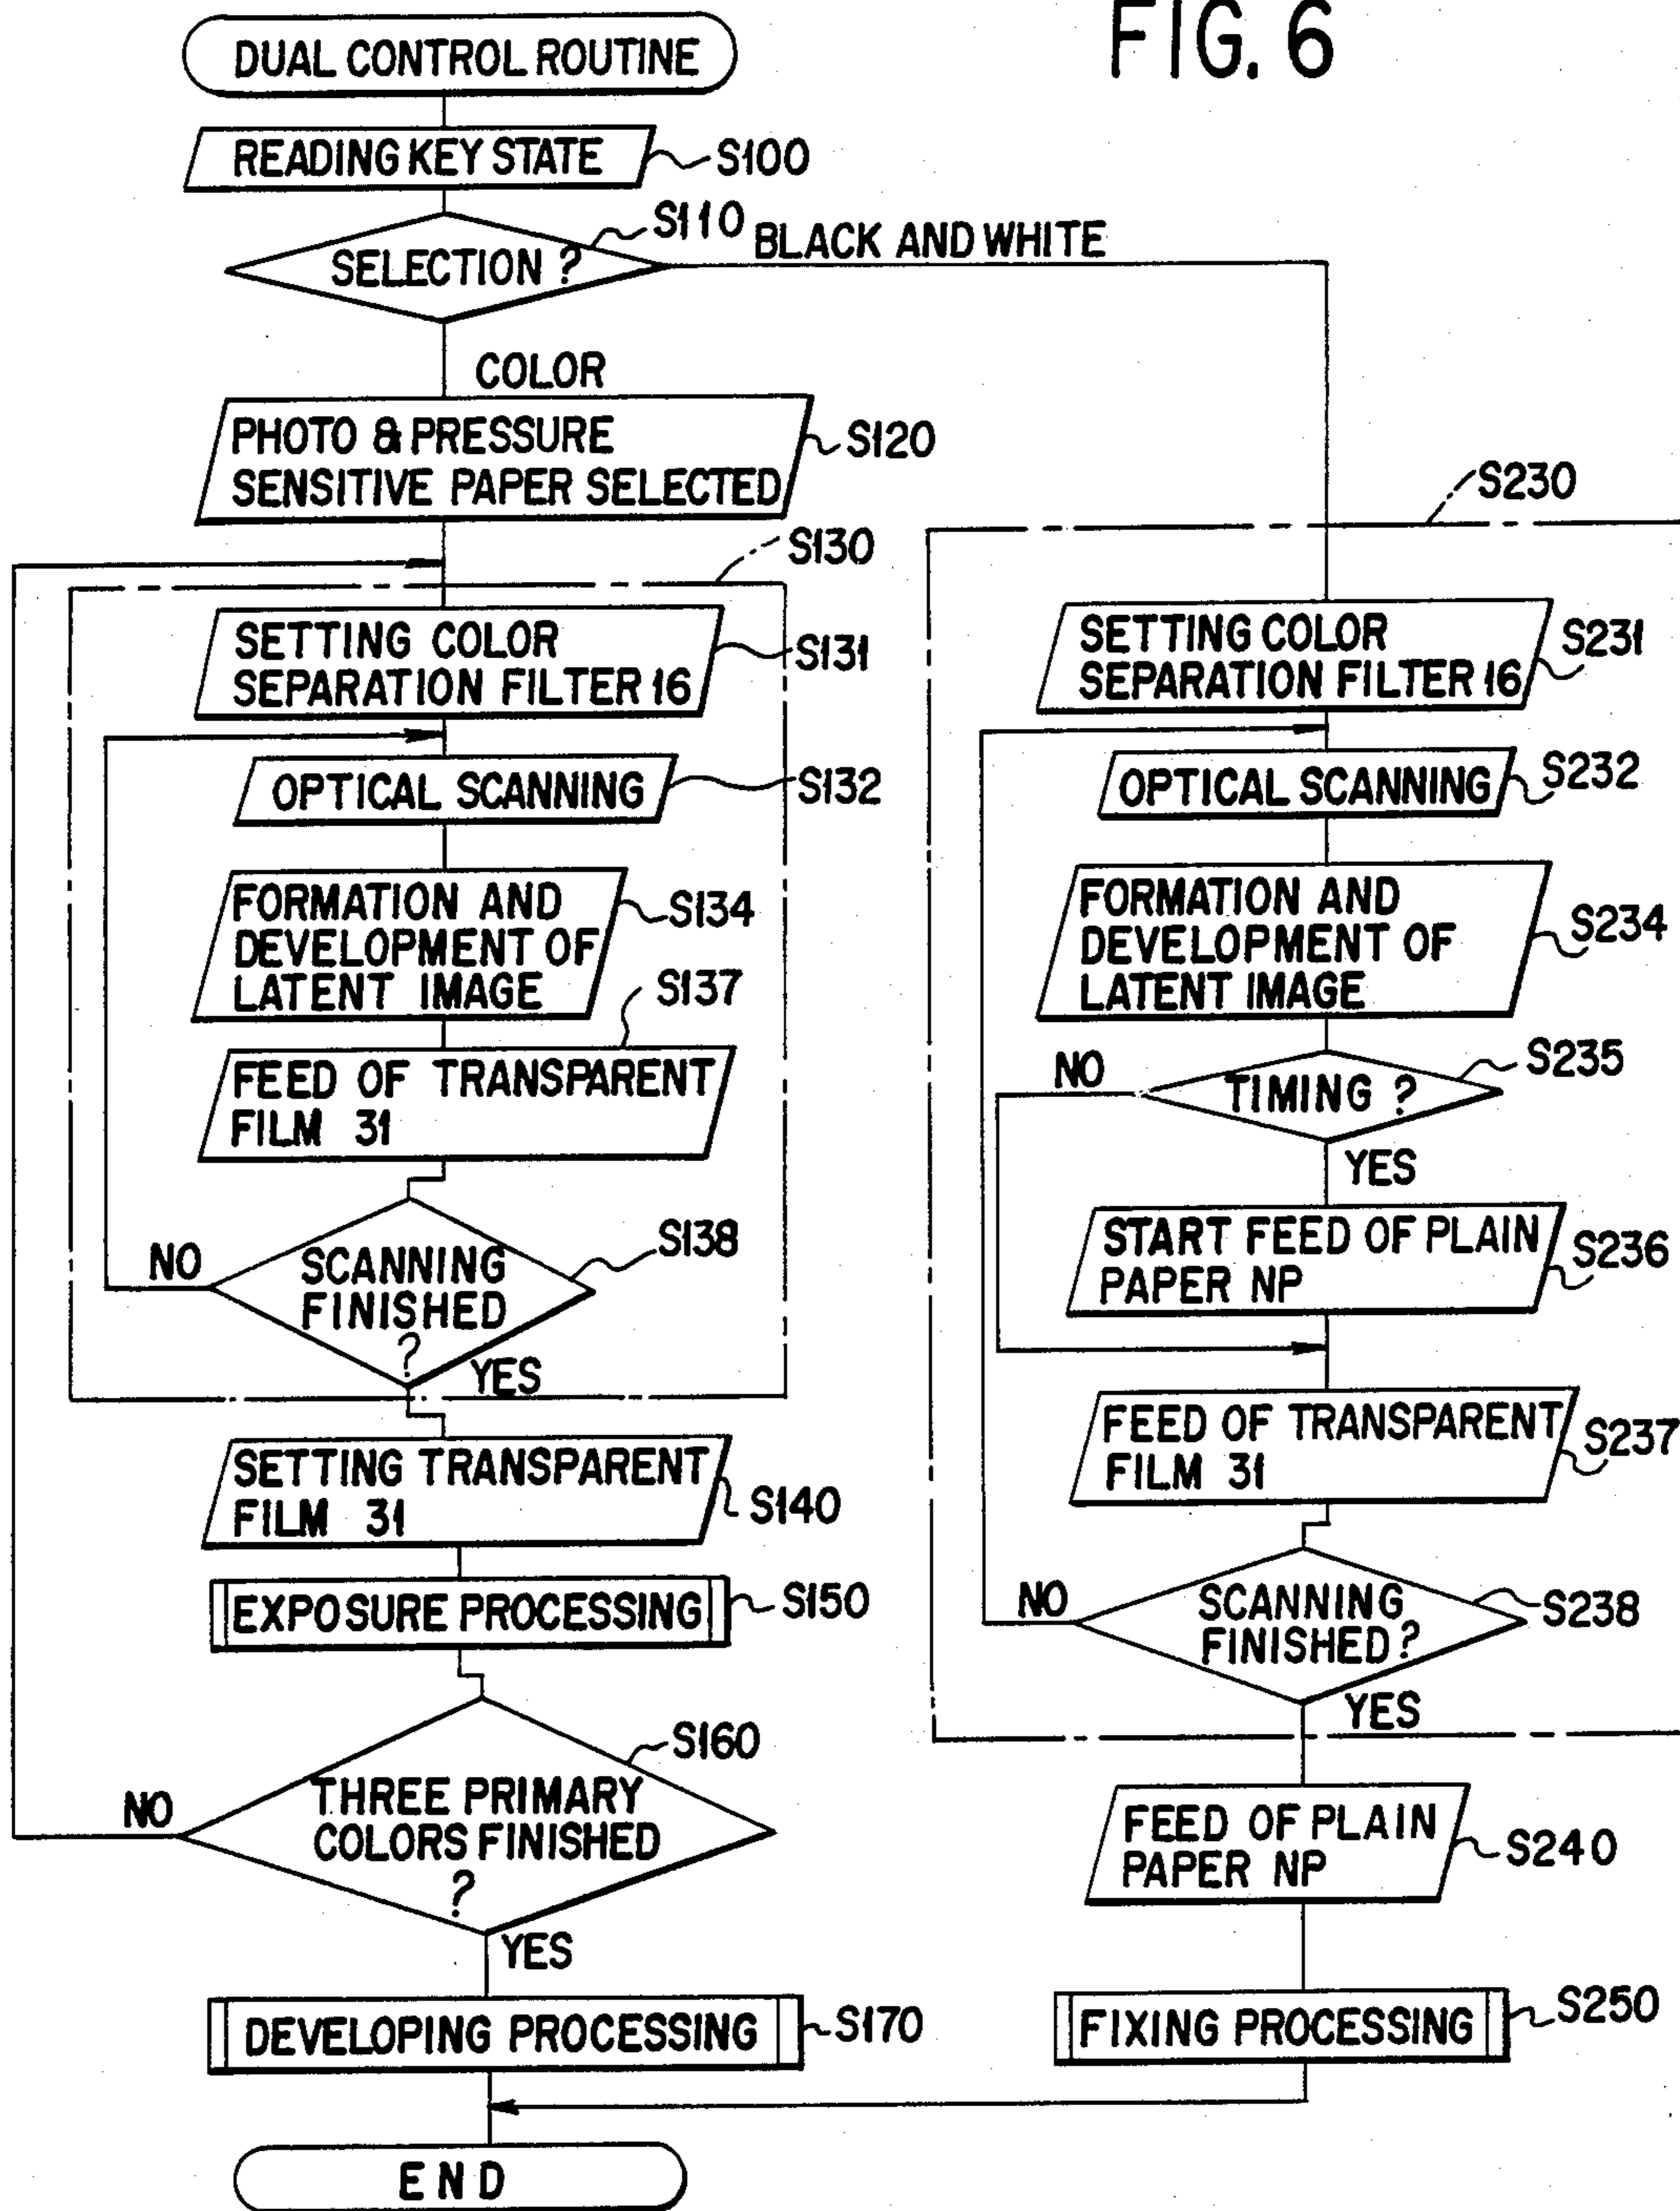 FIG. 6
DUAL CONTROL ROUTINE
READING KEY STATE
S100
SELECTION ?
S110
BLACK AND WHITE
COLOR
PHOTO & PRESSURE
SENSITIVE PAPER SELECTED
S120
S130
SETTING COLOR
SEPARATION FILTER 16
S131
OPTICAL SCANNING
S132
FORMATION AND
DEVELOPMENT OF
LATENT IMAGE
S134
S137
FEED OF TRANSPARENT
FILM 31
SCANNING
FINISHED
?
S138
NO
YES
SETTING TRANSPARENT
FILM 31
S140
EXPOSURE PROCESSING
S150
THREE PRIMARY
COLORS FINISHED
?
S160
NO
YES
DEVELOPING PROCESSING
S170
S230
SETTING COLOR
SEPARATION FILTER 16
S231
OPTICAL SCANNING
S232
FORMATION AND
DEVELOPMENT OF
LATENT IMAGE
S234
TIMING ?
S235
NO
YES
START FEED OF PLAIN
PAPER NP
S236
FEED OF TRANSPARENT
FILM 31
S237
SCANNING
FINISHED?
S238
NO
YES
FEED OF PLAIN
PAPER NP
S240
FIXING PROCESSING
S250
END